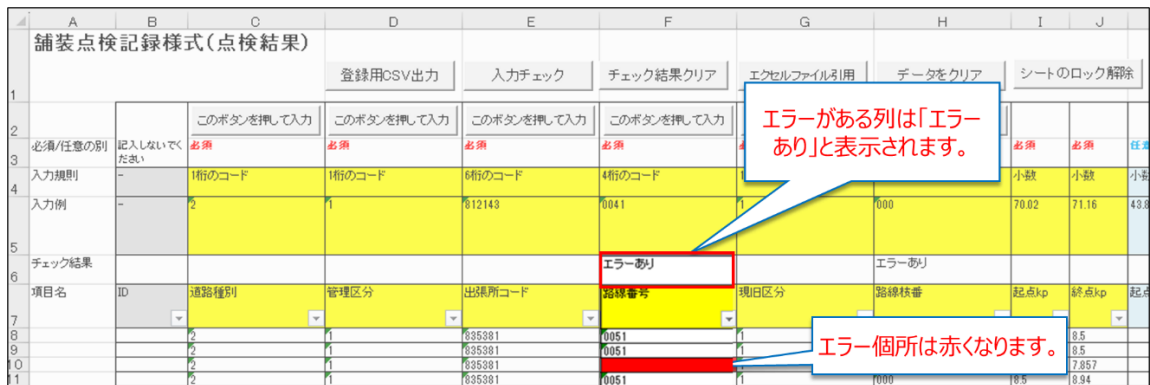 A B C D E F G H I J
舗装点検記録様式(点検結果)
登録用CSV出力 入力チェック チェック結果クリア エクセルファイル引用 データをクリア シートのロック解除
1
このボタンを押して入力 このボタンを押して入力 このボタンを押して入力 このボタンを押して入力
2
エラーがある列は「エラー
あり」と表示されます。
必須/任意の別 記入しないでく 必須 必須 必須 必須 必須 必須
ださい
3
入力規則 - 1桁のコード 1桁のコード 6桁のコード 4桁のコード 小数 小数
4
入力例 - 2 1 812143 0041 1 000 70.02 71.16 43.8
5
チェック結果 エラーあり エラーあり
6
項目名 ID 道路種別 管理区分 出張所コード 路線番号 現旧区分 路線枝番 起点kp 終点kp
7
8 2 1 835381 0051 1 8.5
9 2 1 835381 0051 1 8.5
10 2 1 835381 7.857
11 2 1 835381 0051 1 000 8.5 8.94
エラー個所は赤くなります。